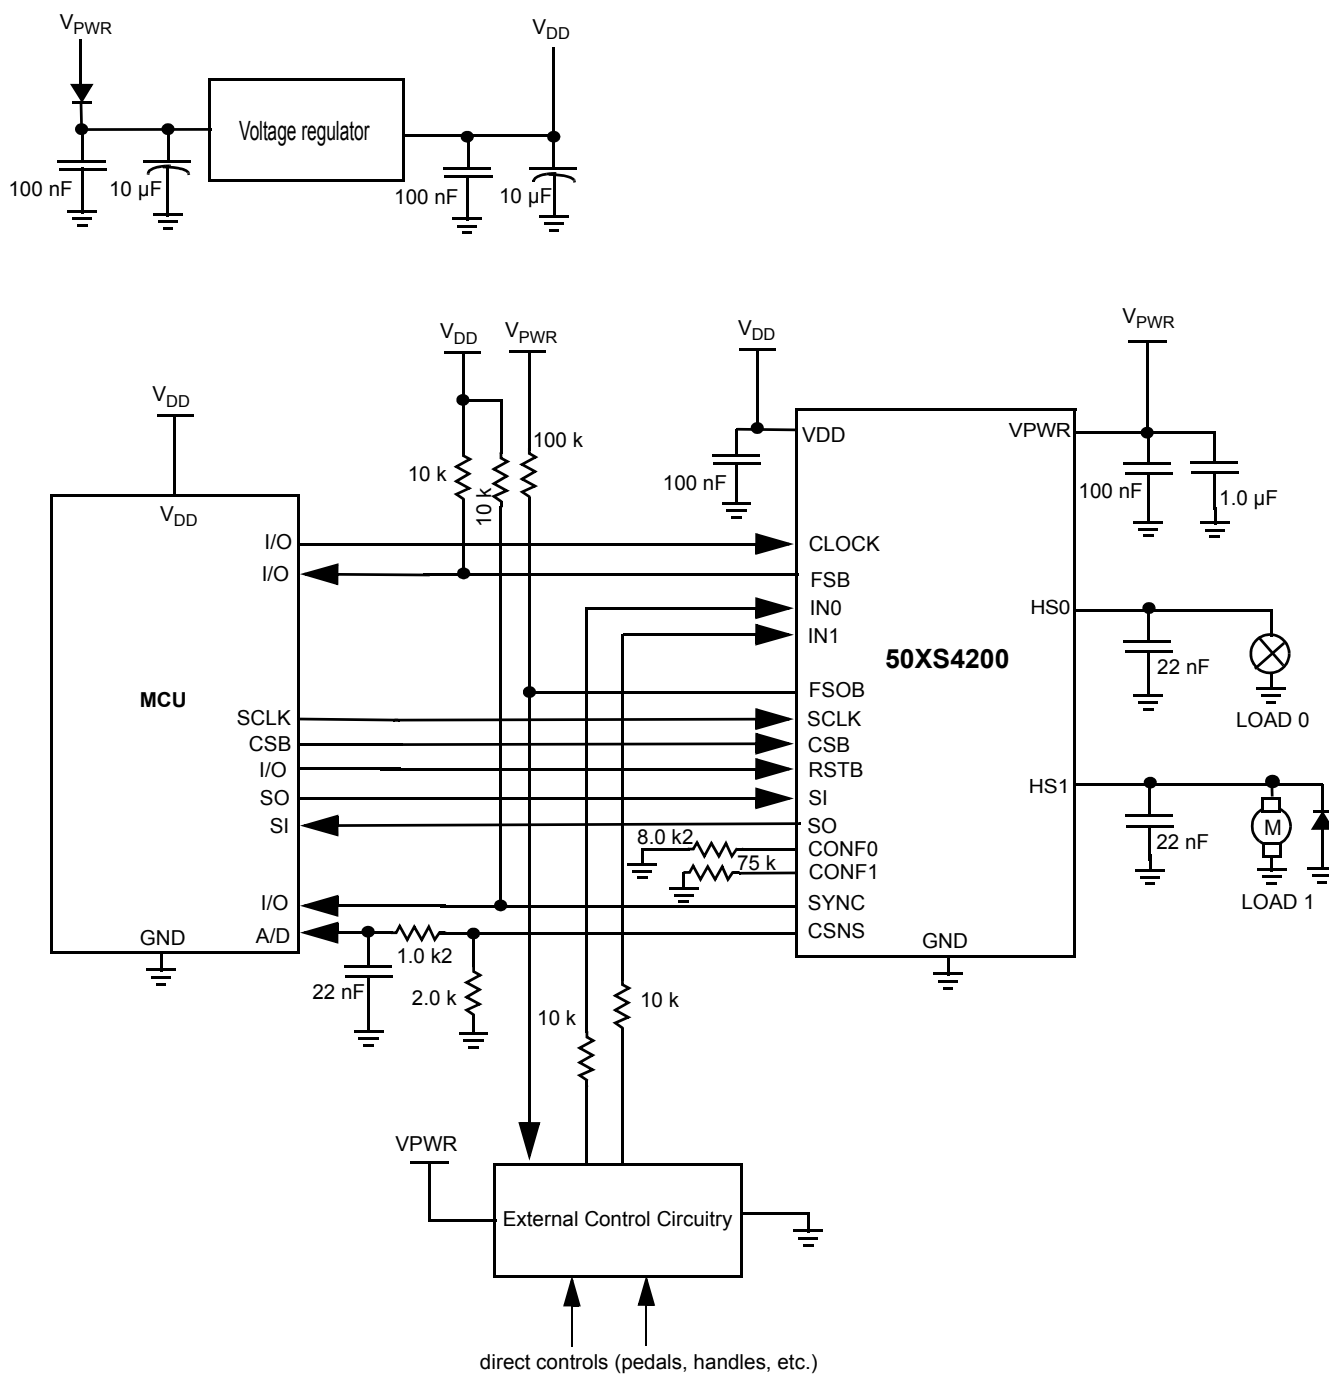 VPWR
VDD
Voltage regulator
100 nF
10 µF
100 nF
10 µF
VDD
VPWR
VDD
VPWR
VDD
100 k
10 k
10 k
VDD
VPWR
100 nF
100 nF
1.0 µF
VDD
I/O
CLOCK
I/O
FSB
IN0
HS0
IN1
50XS4200
22 nF
MCU
FSOB
SCLK
SCLK
LOAD 0
CSB
CSB
I/O
RSTB
HS1
SO
SI
SI
SO
M
8.0 k2
CONF0
22 nF
75 k
CONF1
I/O
SYNC
LOAD 1
GND
A/D
CSNS
GND
1.0 k2
22 nF
2.0 k
10 k
10 k
VPWR
External Control Circuitry
direct controls (pedals, handles, etc.)